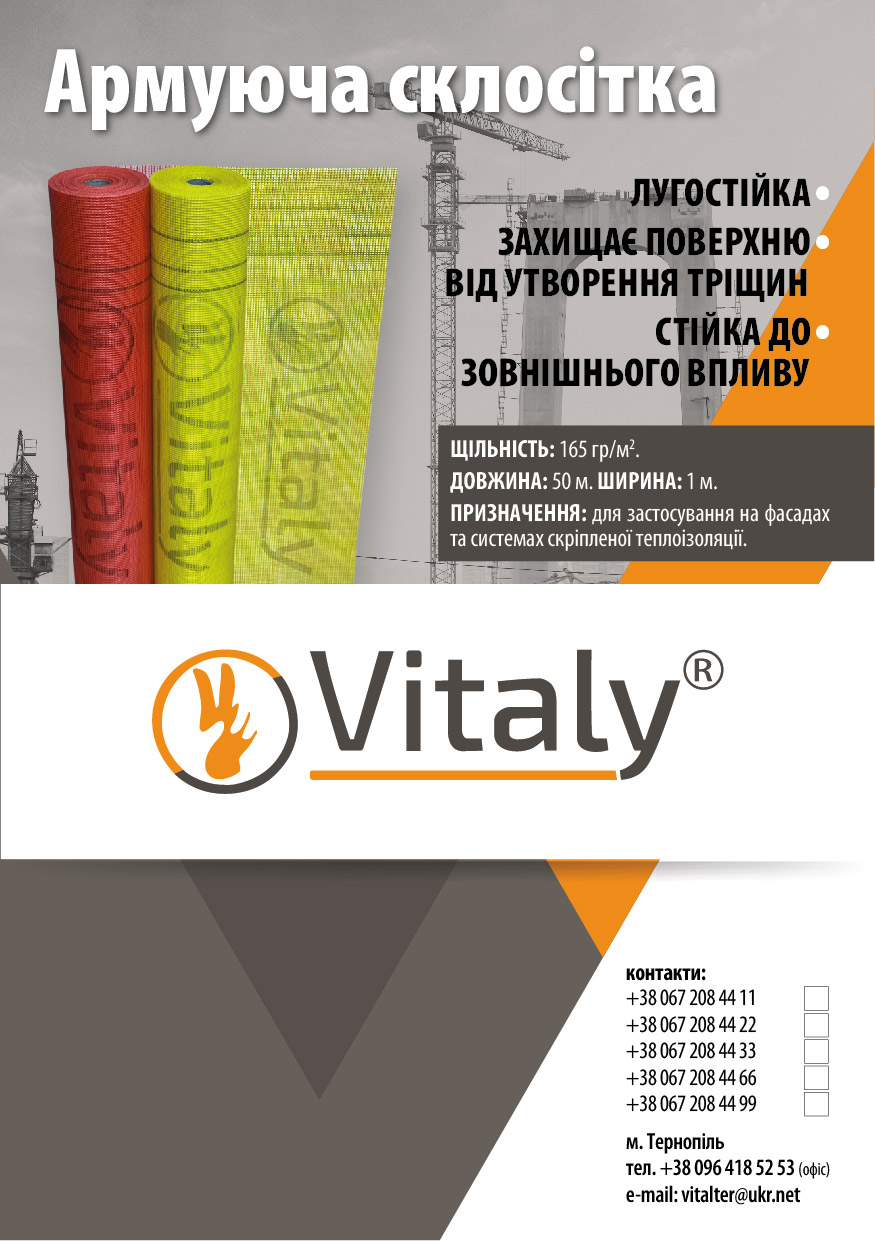 Армуюча склосітка
ЛУГОСТІЙКА •
ЗАХИЩАЄ ПОВЕРХНЮ •
ВІД УТВОРЕННЯ ТРІЩИН
СТІЙКА ДО •
ЗОВНІШНЬОГО ВПЛИВУ
Vitaly
Vitaly
Vitaly
ЩІЛЬНІСТЬ: 165 гр/м².
ДОВЖИНА: 50 м. ШИРИНА: 1 м.
ПРИЗНАЧЕННЯ: для застосування на фасадах
та системах скріпленої теплоізоляції.
Vitaly®
контакти:
+38 067 208 44 11
+38 067 208 44 22
+38 067 208 44 33
+38 067 208 44 66
+38 067 208 44 99
м. Тернопіль
тел. +38 096 418 52 53 (офіс)
e-mail: vitalter@ukr.net